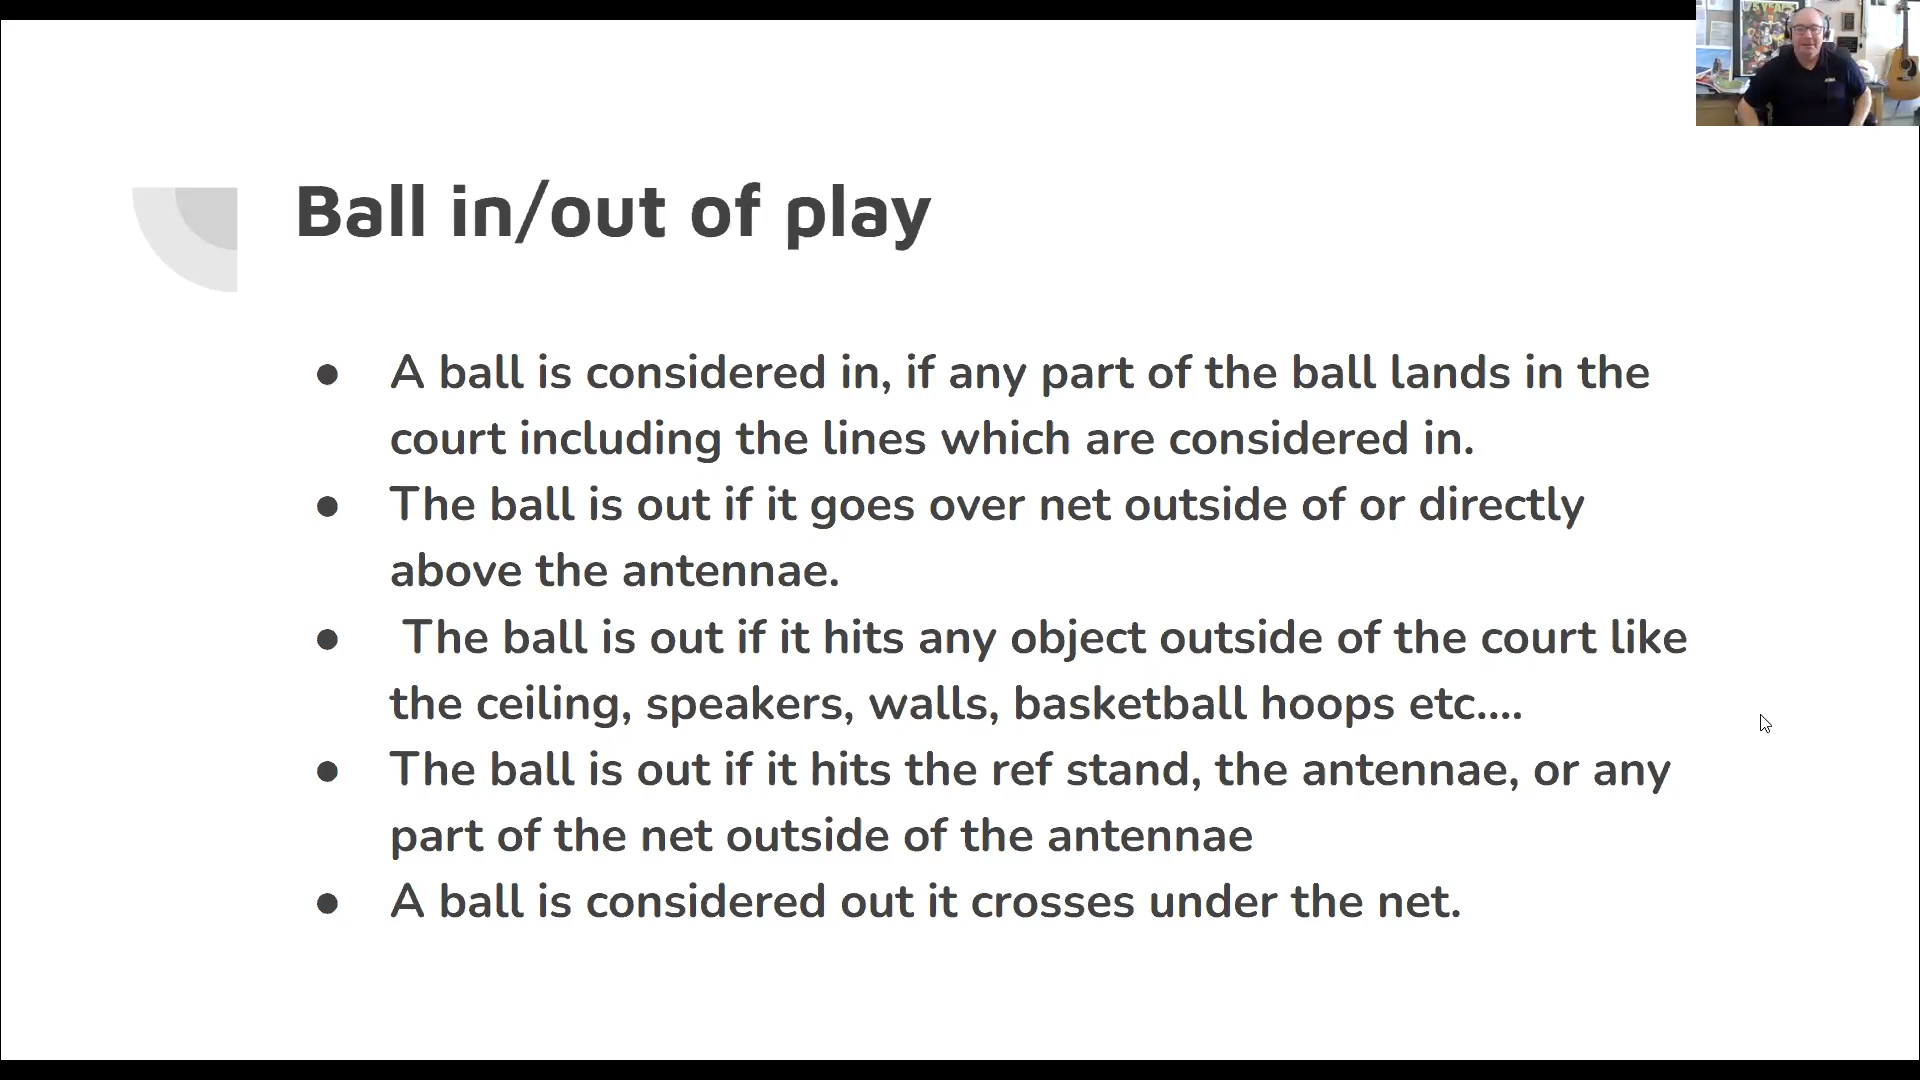 Ball in/out of play
● A ball is considered in, if any part of the ball lands in the
court including the lines which are considered in.
● The ball is out if it goes over net outside of or directly
above the antennae.
● The ball is out if it hits any object outside of the court like
the ceiling, speakers, walls, basketball hoops etc....
● The ball is out if it hits the ref stand, the antennae, or any
part of the net outside of the antennae
● A ball is considered out it crosses under the net.